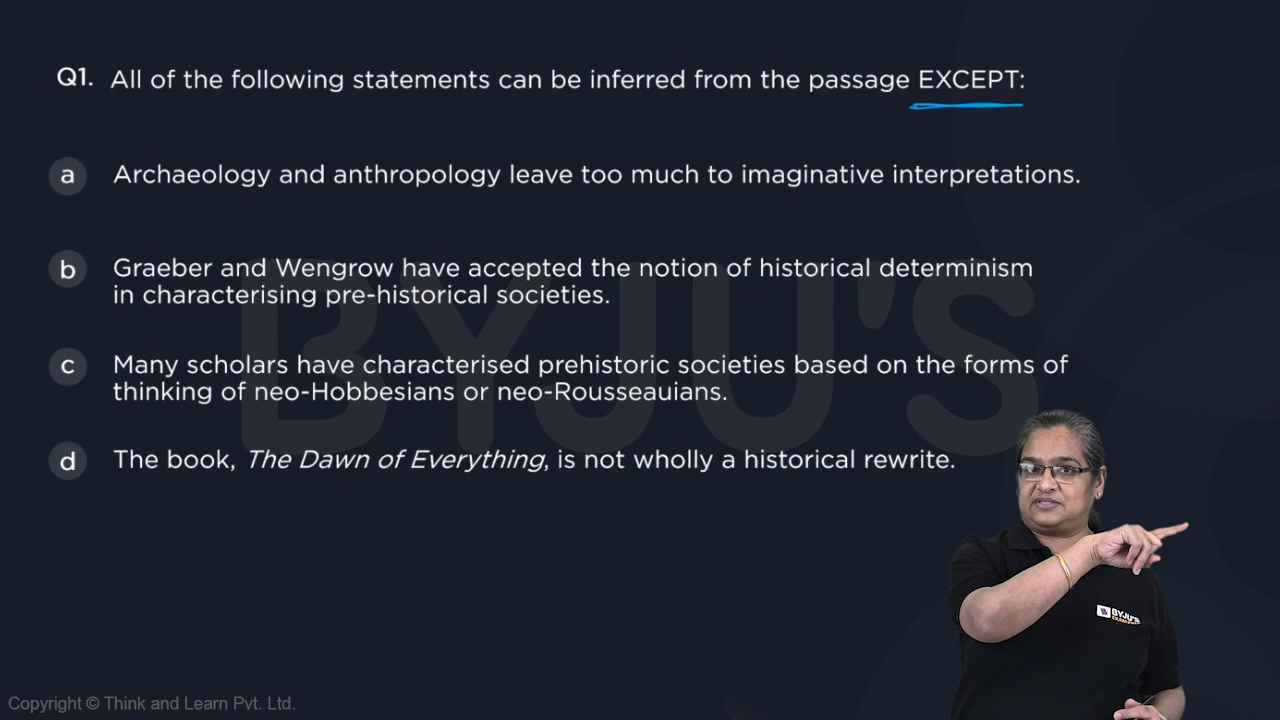 Q1. All of the following statements can be inferred from the passage EXCEPT:
a Archaeology and anthropology leave too much to imaginative interpretations.
b Graeber and Wengrow have accepted the notion of historical determinism
in characterising pre-historical societies.
c Many scholars have characterised prehistoric societies based on the forms of
thinking of neo-Hobbesians or neo-Rousseauians.
d The book, The Dawn of Everything, is not wholly a historical rewrite.
BYJU'S
BYJU'S
Copyright © Think and Learn Pvt. Ltd.